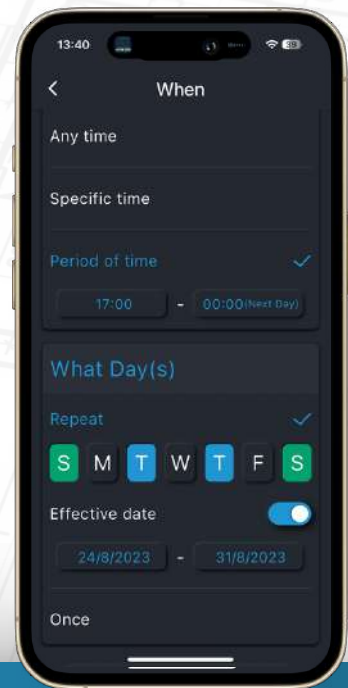 13:40
39
When
Any time
Specific time
Period of time
17:00 - 00:00(Next Day)
What Day(s)
Repeat
S M T W T F S
Effective date
24/8/2023 - 31/8/2023
Once